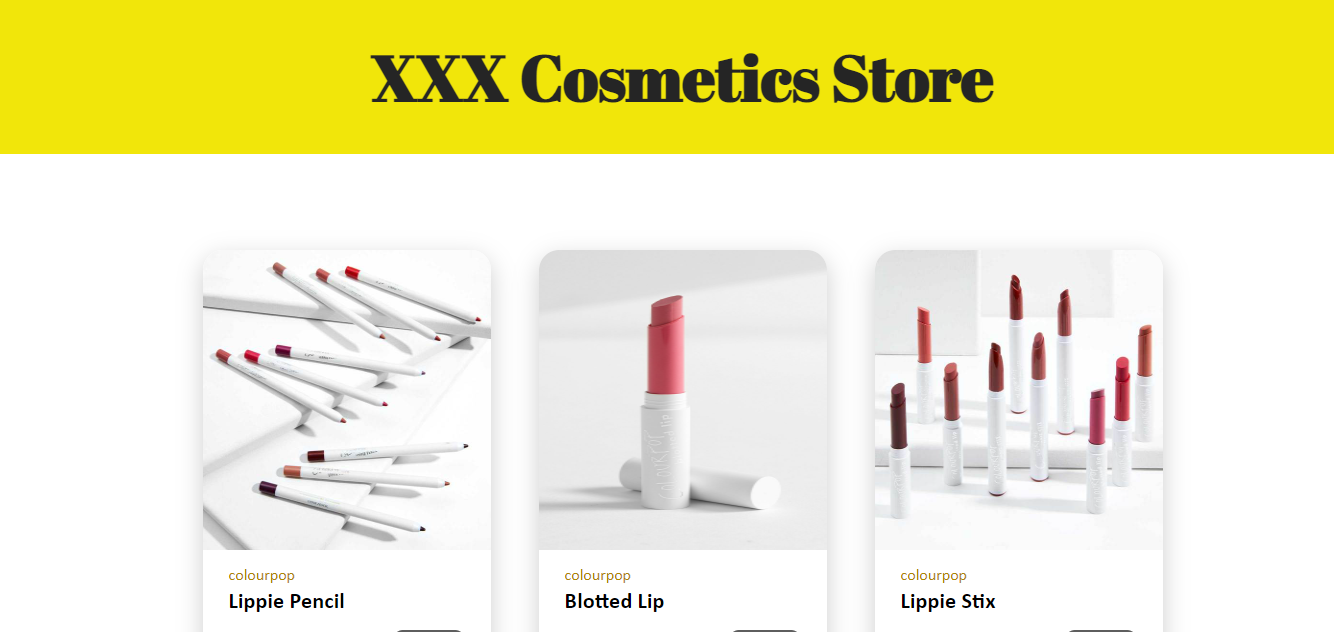 XXX Cosmetics Store
colourpop
Lippie Pencil
colourpop
Blotted Lip
colourpop
Lippie Stix